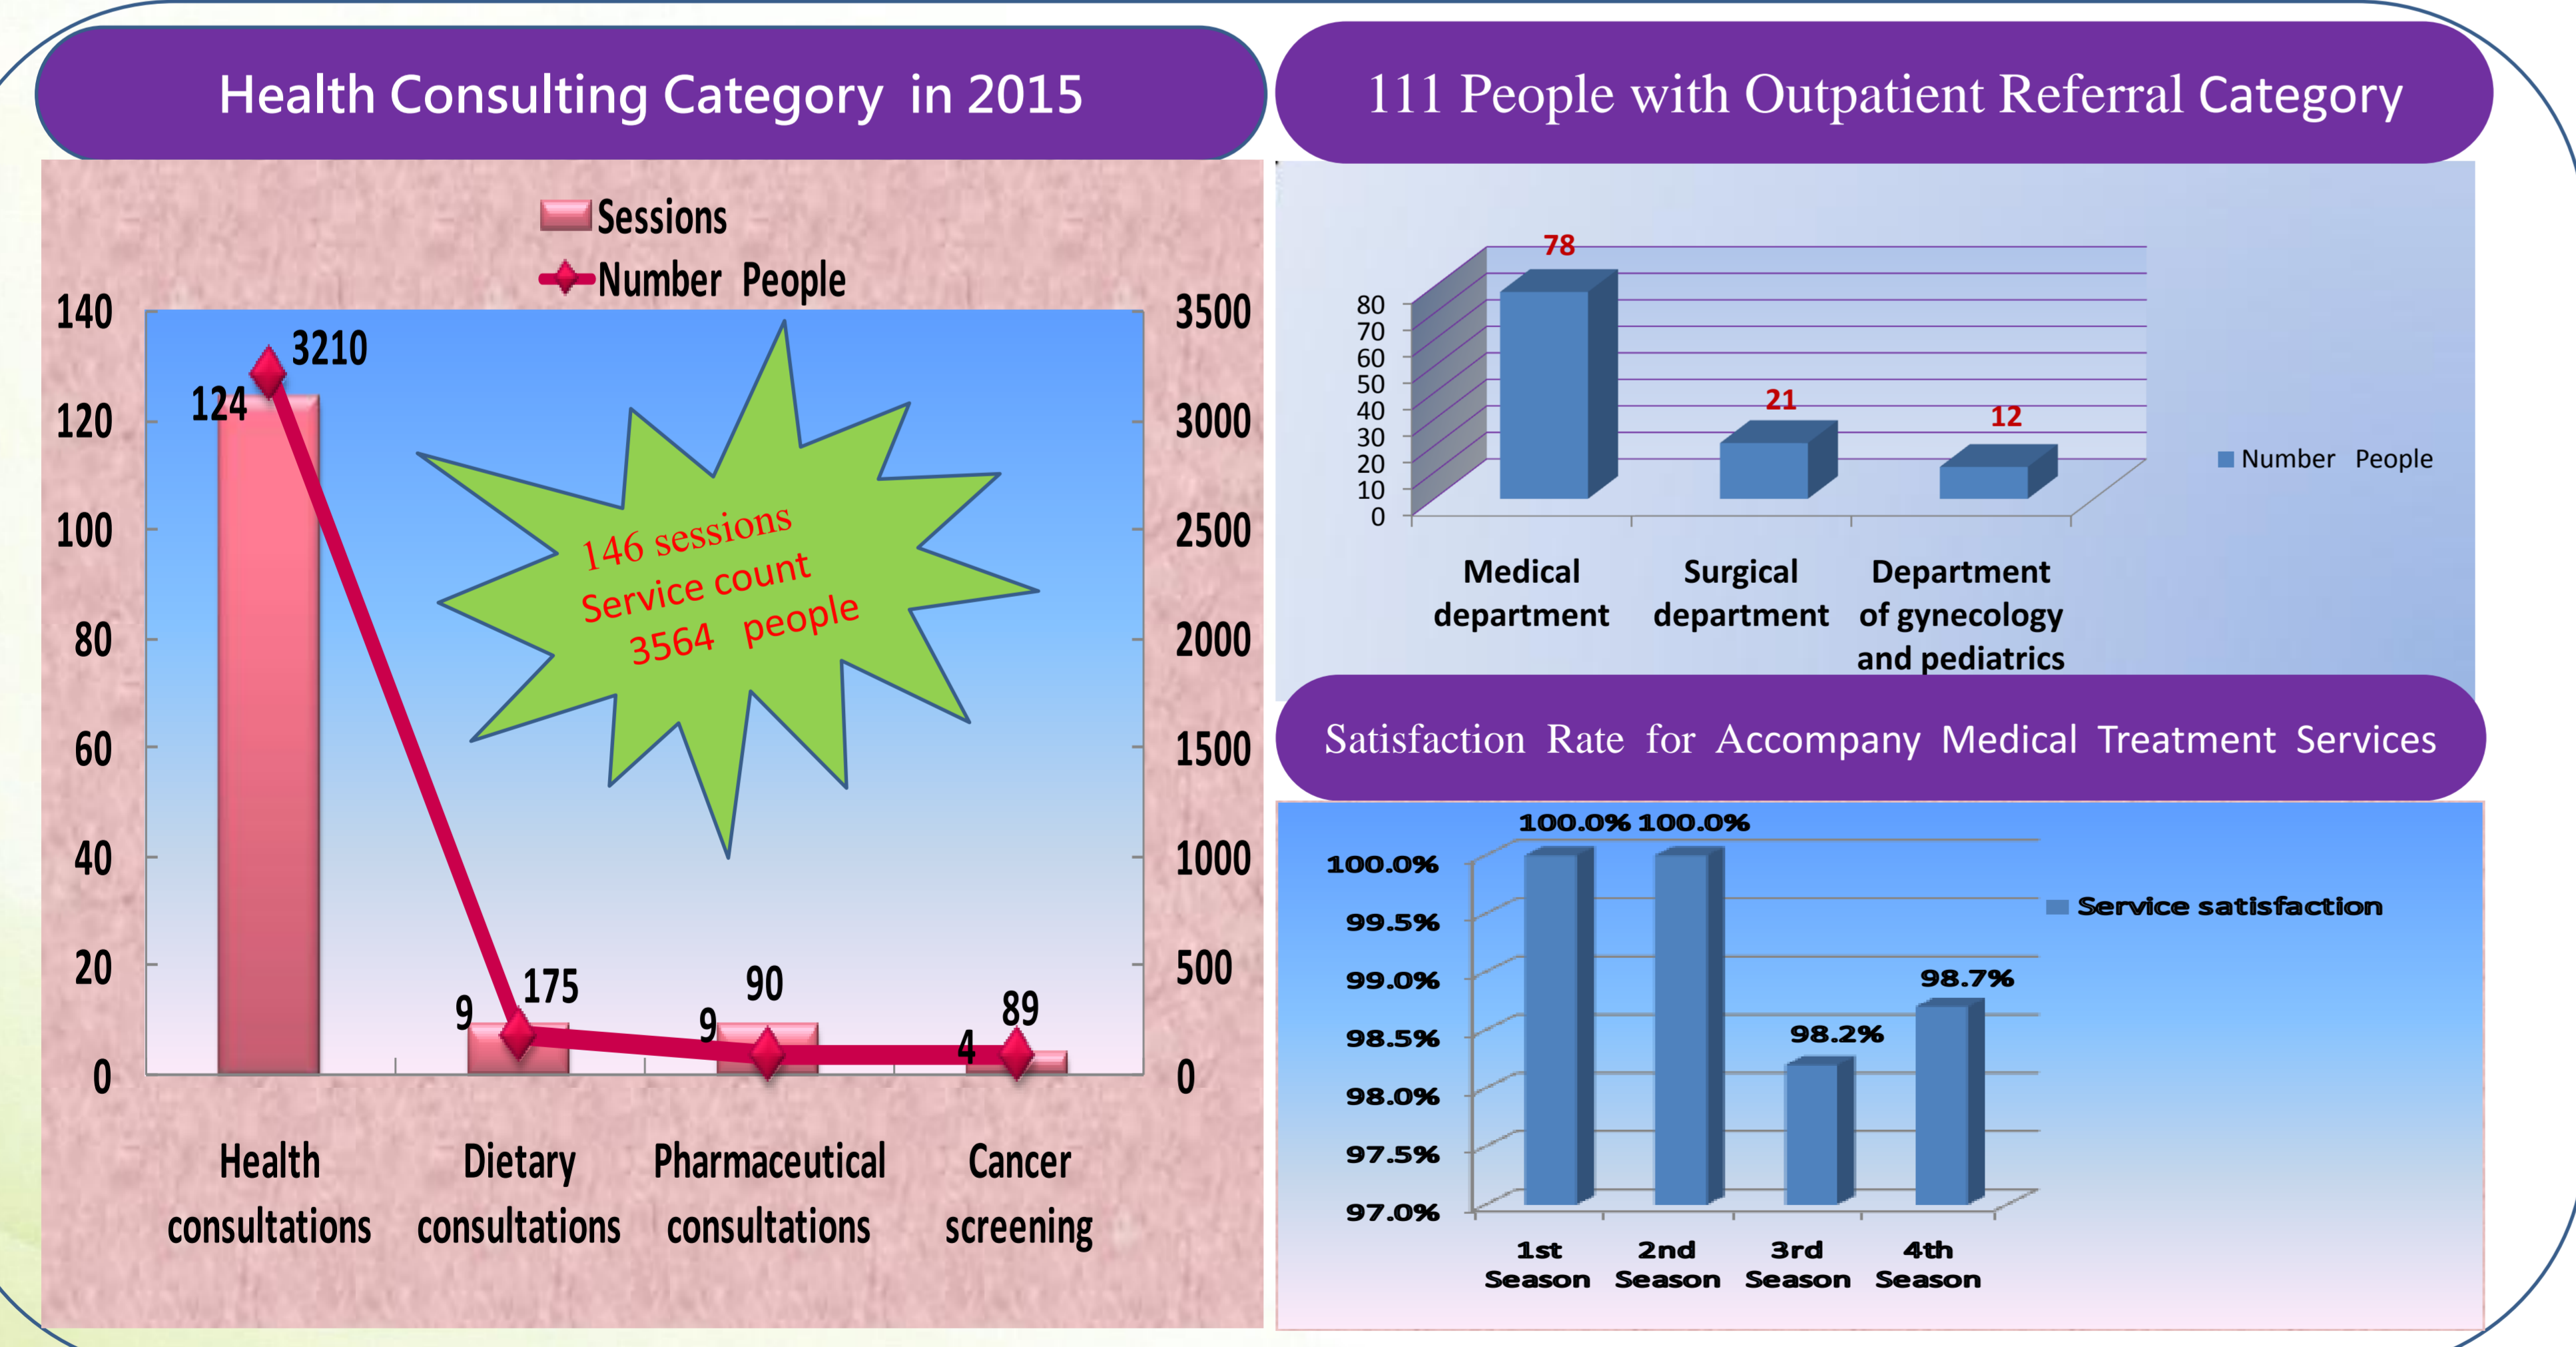 Health Consulting Category in 2015
Sessions
Number People
140
120
100
80
60
40
20
0
3500
3000
2500
2000
1500
1000
500
0
3210
124
9
175
9
90
4
89
146 sessions
Service count
3564 people
Health
consultations
Dietary
consultations
Pharmaceutical
consultations
Cancer
screening
111 People with Outpatient Referral Category
80
70
60
50
40
30
20
10
0
78
21
12
Number People
Medical
department
Surgical
department
Department
of gynecology
and pediatrics
Satisfaction Rate for Accompany Medical Treatment Services
100.0%
99.5%
99.0%
98.5%
98.0%
97.5%
97.0%
100.0%
100.0%
98.2%
98.7%
Service satisfaction
1st
Season
2nd
Season
3rd
Season
4th
Season